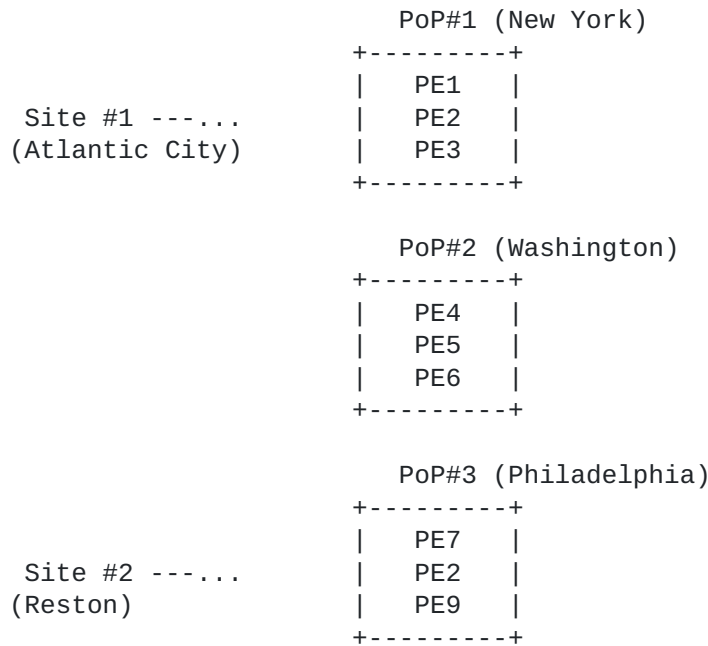 PoP#1 (New York)
+---------+
|   PE1   |
Site #1 ---...        |   PE2   |
(Atlantic City)       |   PE3   |
+---------+
PoP#2 (Washington)
+---------+
|   PE4   |
|   PE5   |
|   PE6   |
+---------+
PoP#3 (Philadelphia)
+---------+
|   PE7   |
Site #2 ---...        |   PE2   |
(Reston)              |   PE9   |
+---------+